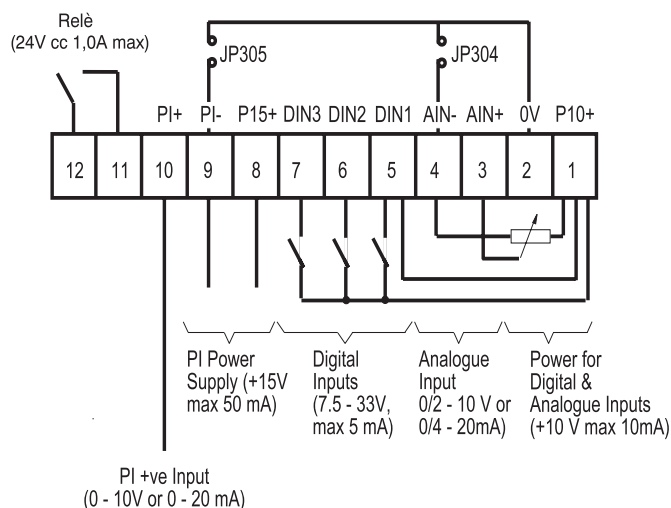 Relè
(24V cc 1,0A max)
JP305
JP304
PI+ PI- P15+ DIN3 DIN2 DIN1 AIN- AIN+ 0V P10+
12 11 10 9 8 7 6 5 4 3 2 1
PI Power
Supply (+15V
max 50 mA)
Digital
Inputs
(7.5 - 33V,
max 5 mA)
Analogue
Input
0/2 - 10 V or
0/4 - 20mA)
Power for
Digital &
Analogue Inputs
(+10 V max 10mA)
PI +ve Input
(0 - 10V or 0 - 20 mA)